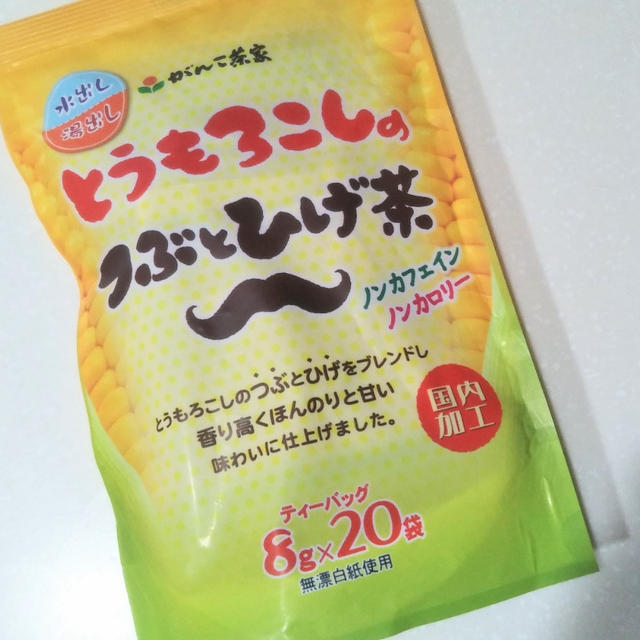 がんこ茶家
水出し
湯出し
とうもろこしの
つぶとひげ茶
ノンカフェイン
ノンカロリー
とうもろこしのつぶとひげをブレンドし
香り高くほんのりと甘い
味わいに仕上げました。
国内
加工
ティーバッグ
8g×20袋
無漂白紙使用